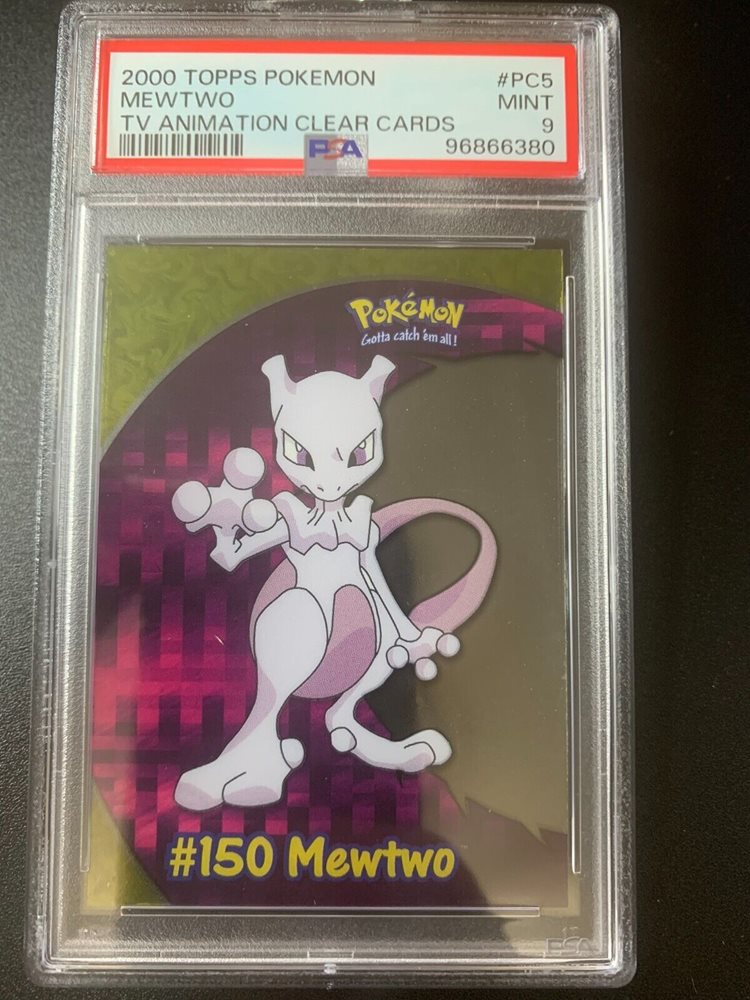 2000 TOPPS POKEMON #PC5
MEWTWO MINT
TV ANIMATION CLEAR CARDS 9
PSA 96866380
POKéMON
Gotta catch 'em all!
#150 Mewtwo
PSA